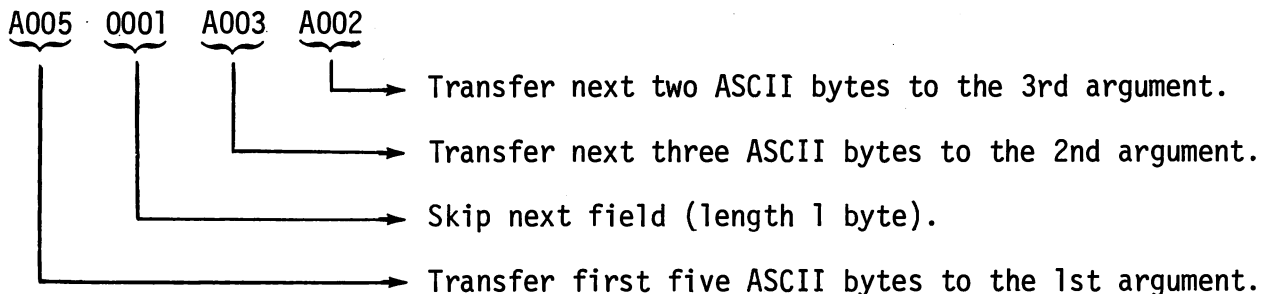 A005 0001 A003 A002
Transfer next two ASCII bytes to the 3rd argument.
Transfer next three ASCII bytes to the 2nd argument.
Skip next field (length 1 byte).
Transfer first five ASCII bytes to the 1st argument.